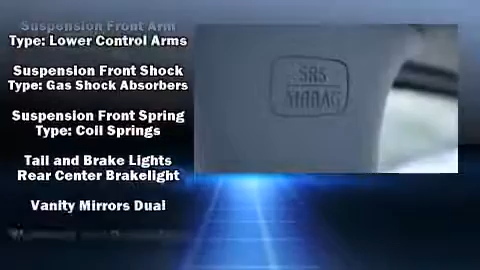 Suspension Front Arm
Type: Lower Control Arms
Suspension Front Shock
Type: Gas Shock Absorbers
Suspension Front Spring
Type: Coil Springs
Tail and Brake Lights
Rear Center Brakelight
Vanity Mirrors Dual
SRS
AIRBAG